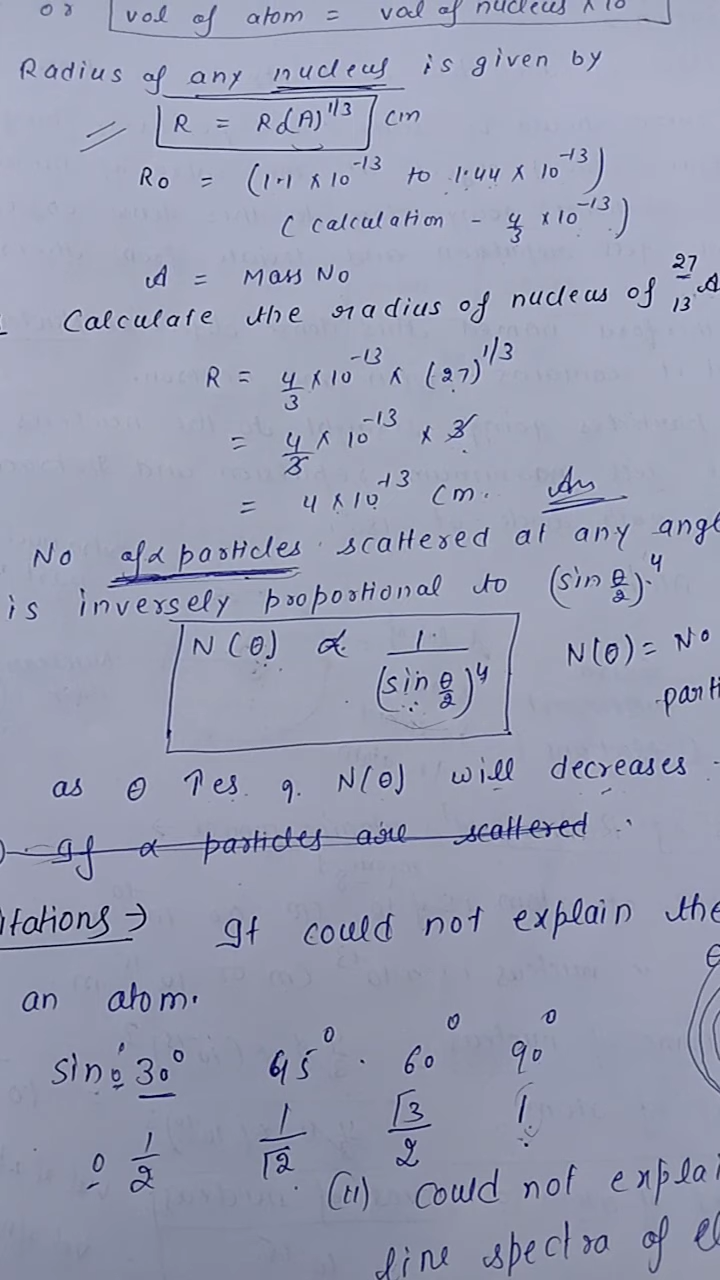 or vol of atom = vol of nucleus × 10
Radius of any nucleus is given by
R = R₀(A)^1/3 cm
R₀ = (1.1 × 10^-13 to 1.44 × 10^-13)
(calculation - 4/3 × 10^-13)
A = Mass No
Calculate the radius of nucleus of 27 13 A
R = 4/3 × 10^-13 × (27)^1/3
= 4/3 × 10^-13 × 3
= 4 × 10^-13 cm. Ans
No of α particles scattered at any angl
is inversely proportional to (sin θ/2)^4.
N(θ) ∝ 1/(sin θ/2)^4 N(θ) = No
parti
as θ ↑es, N(θ) will decreases
If α particles are scattered.
itations → It could not explain the
an atom.
sin 0° 30° 45° 60° 90°
0 1/2 1/√2 √3/2 1
(ii) could not explai
line spectra of el